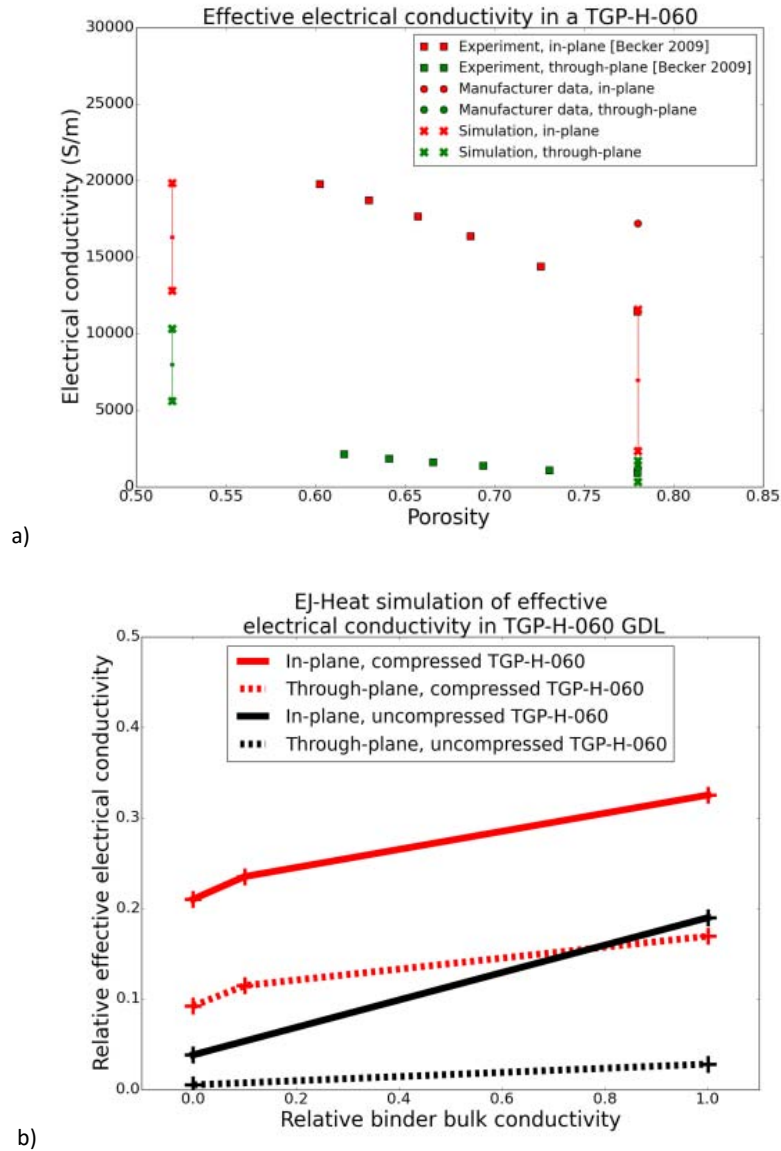 Effective electrical conductivity in a TGP-H-060
30000
25000
20000
15000
10000
5000
0
Electrical conductivity (S/m)
Experiment, in-plane [Becker 2009]
Experiment, through-plane [Becker 2009]
Manufacturer data, in-plane
Manufacturer data, through-plane
Simulation, in-plane
Simulation, through-plane
0.50 0.55 0.60 0.65 0.70 0.75 0.80 0.85
Porosity
a)
EJ-Heat simulation of effective
electrical conductivity in TGP-H-060 GDL
0.5
0.4
0.3
0.2
0.1
0.0
Relative effective electrical conductivity
In-plane, compressed TGP-H-060
Through-plane, compressed TGP-H-060
In-plane, uncompressed TGP-H-060
Through-plane, uncompressed TGP-H-060
0.0 0.2 0.4 0.6 0.8 1.0
Relative binder bulk conductivity
b)